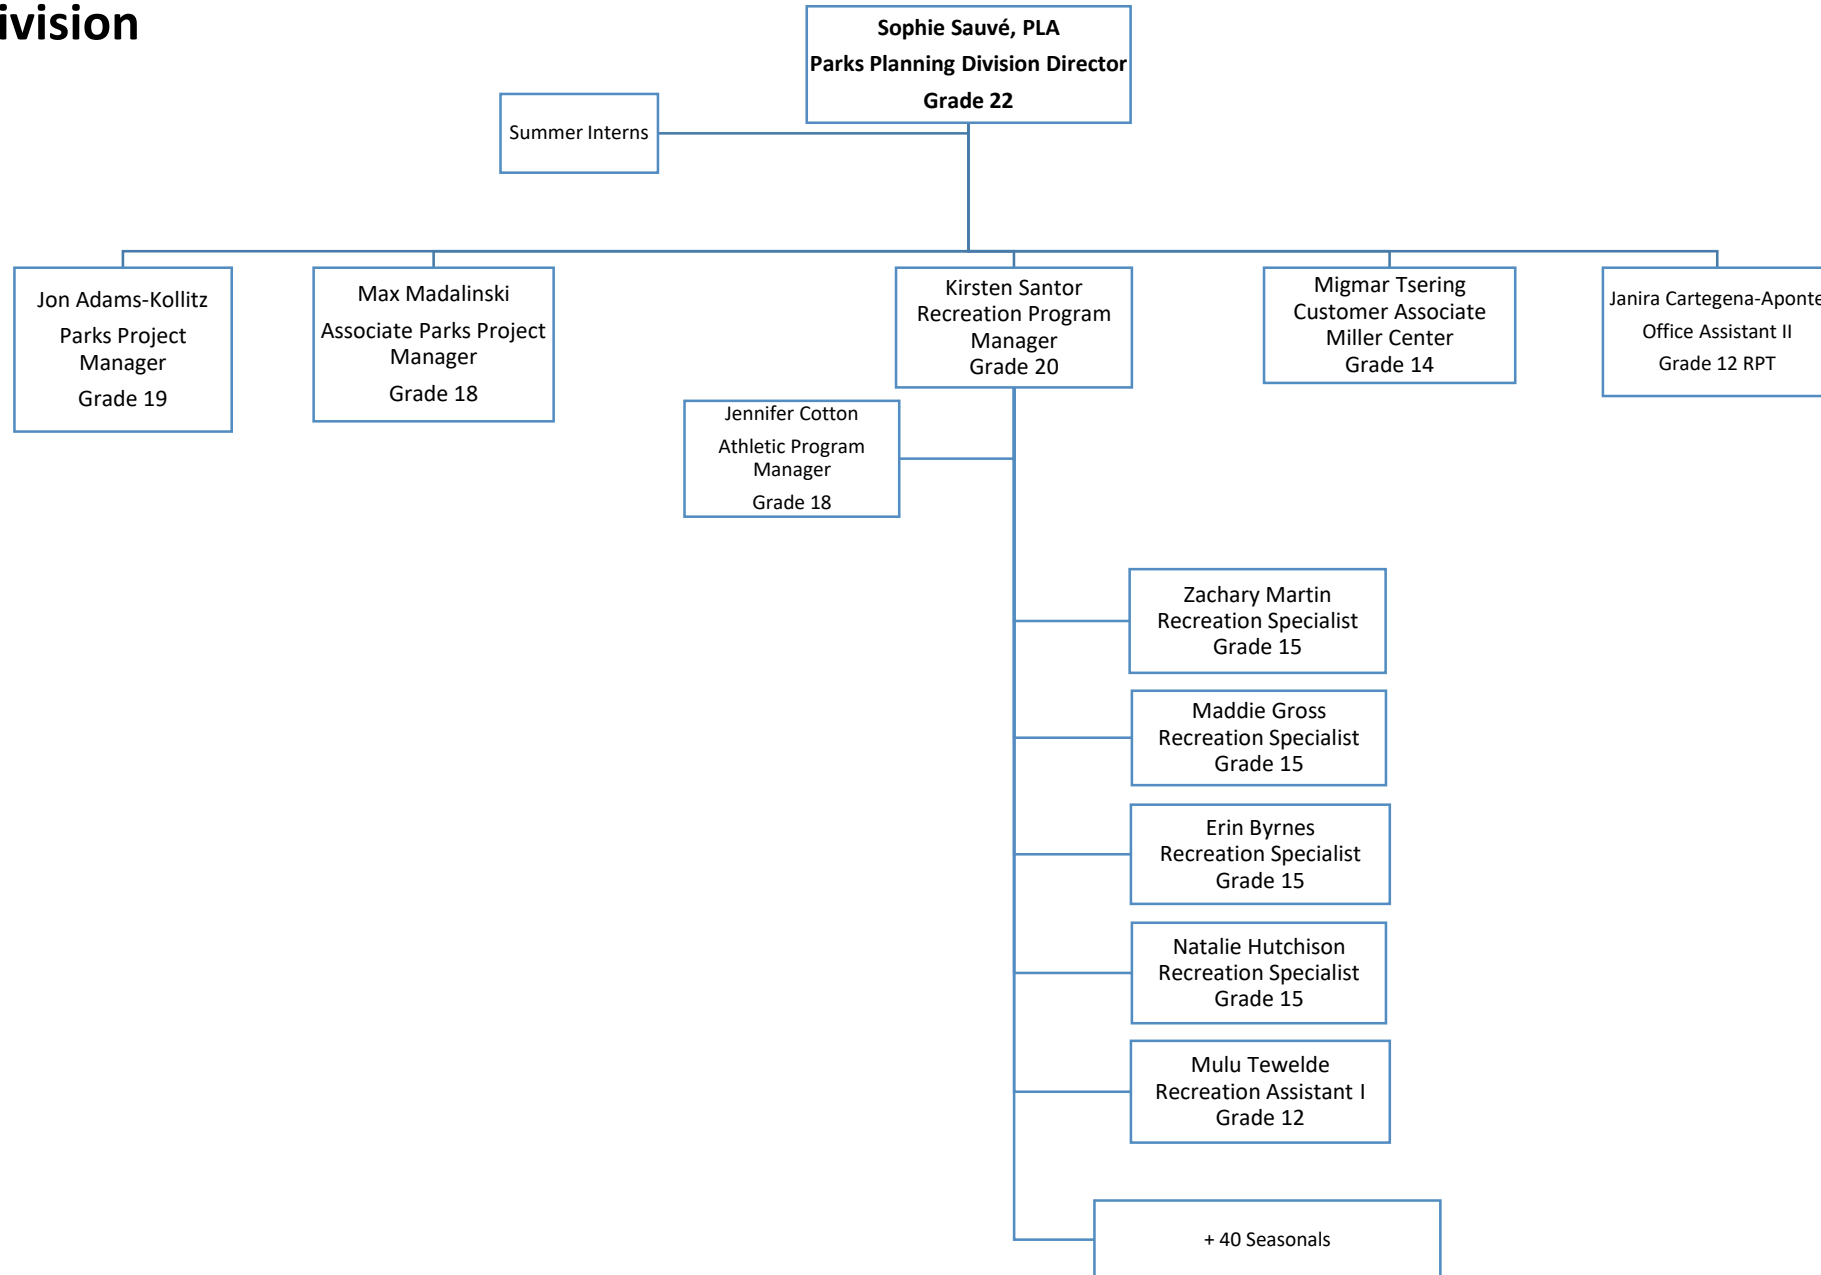 ivision
Sophie Sauvé, PLA
Parks Planning Division Director
Grade 22
Summer Interns
Jon Adams-Kollitz
Parks Project
Manager
Grade 19
Max Madalinski
Associate Parks Project
Manager
Grade 18
Kirsten Santor
Recreation Program
Manager
Grade 20
Migmar Tsering
Customer Associate
Miller Center
Grade 14
Janira Cartegena-Aponte
Office Assistant II
Grade 12 RPT
Jennifer Cotton
Athletic Program
Manager
Grade 18
Zachary Martin
Recreation Specialist
Grade 15
Maddie Gross
Recreation Specialist
Grade 15
Erin Byrnes
Recreation Specialist
Grade 15
Natalie Hutchison
Recreation Specialist
Grade 15
Mulu Tewelde
Recreation Assistant I
Grade 12
+ 40 Seasonals